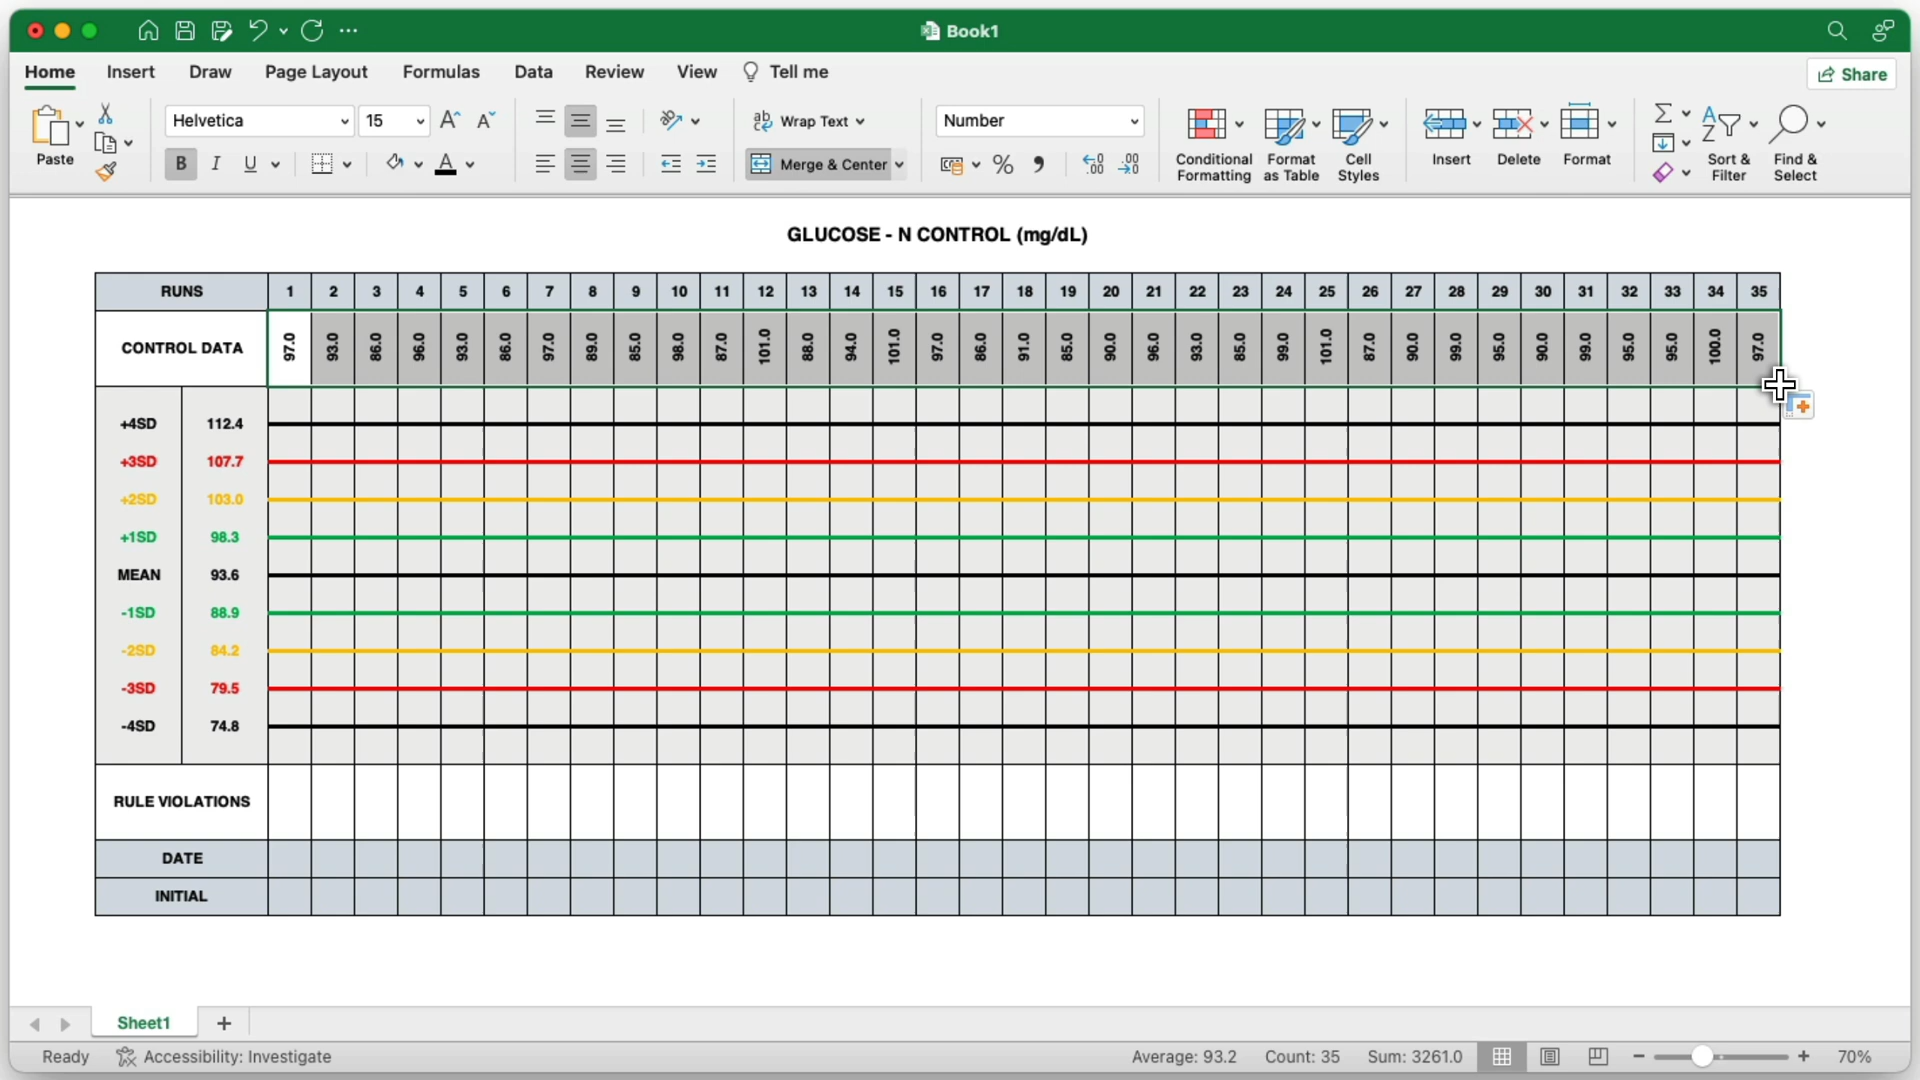 Book1
Home Insert Draw Page Layout Formulas Data Review View Tell me Share
Helvetica 15 A^ A˅ ab Wrap Text Number
Paste B I U A Merge & Center % Conditional Formatting Format as Table Cell Styles Insert Delete Format Sort & Filter Find & Select
GLUCOSE - N CONTROL (mg/dL)
RUNS 1 2 3 4 5 6 7 8 9 10 11 12 13 14 15 16 17 18 19 20 21 22 23 24 25 26 27 28 29 30 31 32 33 34 35
CONTROL DATA 97.0 93.0 86.0 96.0 93.0 86.0 97.0 89.0 85.0 98.0 87.0 101.0 88.0 94.0 101.0 97.0 86.0 91.0 85.0 90.0 96.0 93.0 85.0 99.0 101.0 87.0 90.0 99.0 95.0 90.0 99.0 95.0 95.0 100.0 97.0
+4SD 112.4
+3SD 107.7
+2SD 103.0
+1SD 98.3
MEAN 93.6
-1SD 88.9
-2SD 84.2
-3SD 79.5
-4SD 74.8
RULE VIOLATIONS
DATE
INITIAL
Sheet1
Ready Accessibility: Investigate Average: 93.2 Count: 35 Sum: 3261.0 70%